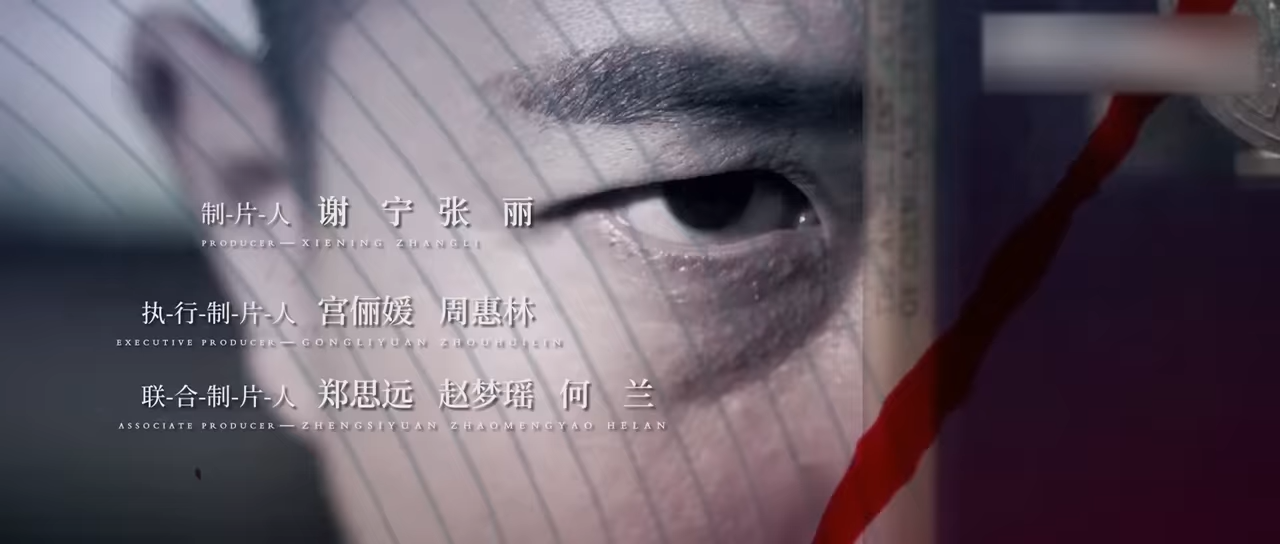 制-片-人 谢 宁 张 丽
PRODUCER—XIENING ZHANGLI
执-行-制-片-人 宫俪媛 周惠林
EXECUTIVE PRODUCER—GONGLIYUAN ZHOUHUILIN
联-合-制-片-人 郑思远 赵梦瑶 何 兰
ASSOCIATE PRODUCER—ZHENGSIYUAN ZHAOMENGYAO HELAN